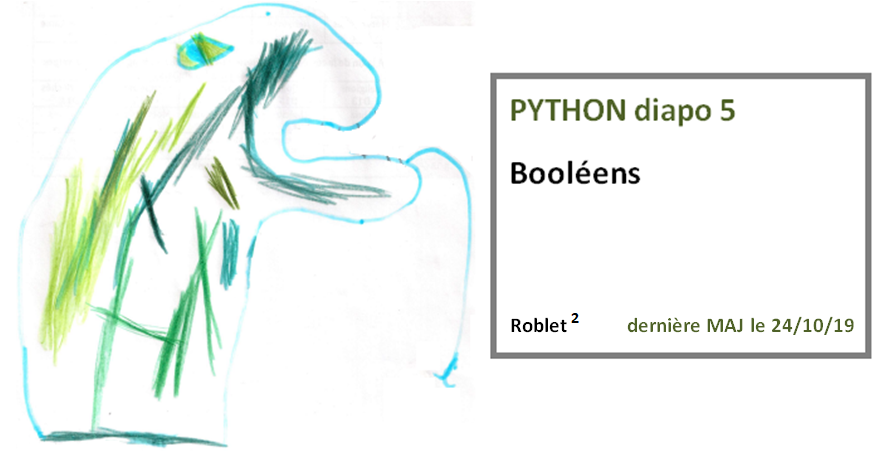 PYTHON diapo 5
Booléens
Roblet ² dernière MAJ le 24/10/19